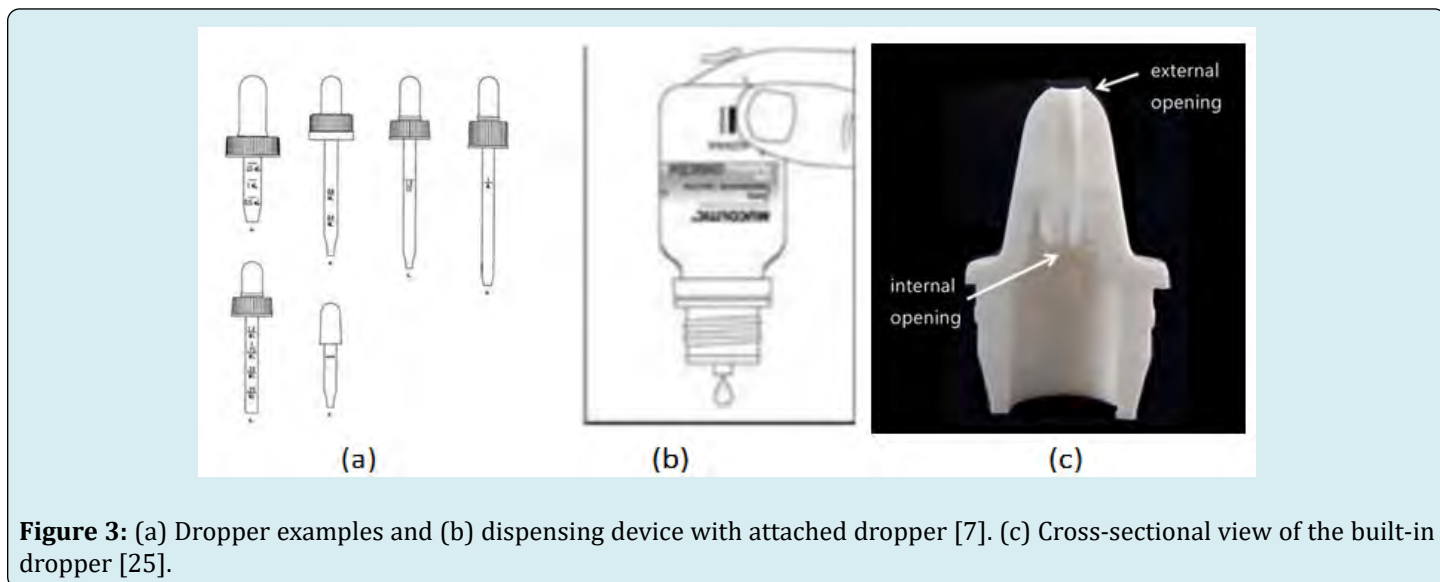 external
opening
internal
opening
MUCOLITIC
(a)
(b)
(c)
Figure 3: (a) Dropper examples and (b) dispensing device with attached dropper [7]. (c) Cross-sectional view of the built-in
dropper [25].